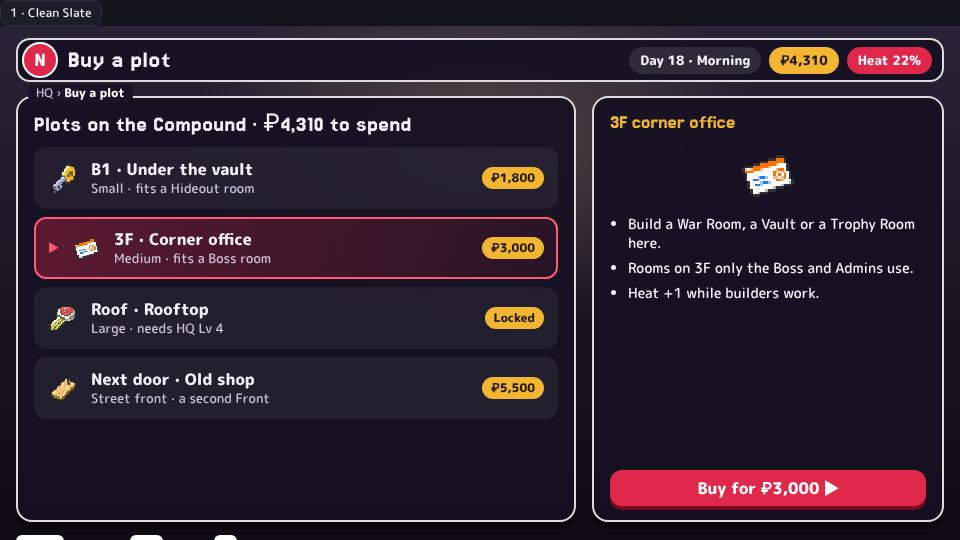 1 · Clean Slate
N
Buy a plot
Day 18 · Morning
₽4,310
Heat 22%
HQ › Buy a plot
Plots on the Compound · ₽4,310 to spend
B1 · Under the vault
Small · fits a Hideout room
₽1,800
3F · Corner office
Medium · fits a Boss room
₽3,000
Roof · Rooftop
Large · needs HQ Lv 4
Locked
Next door · Old shop
Street front · a second Front
₽5,500
3F corner office
• Build a War Room, a Vault or a Trophy Room
here.
• Rooms on 3F only the Boss and Admins use.
• Heat +1 while builders work.
Buy for ₽3,000 ▶